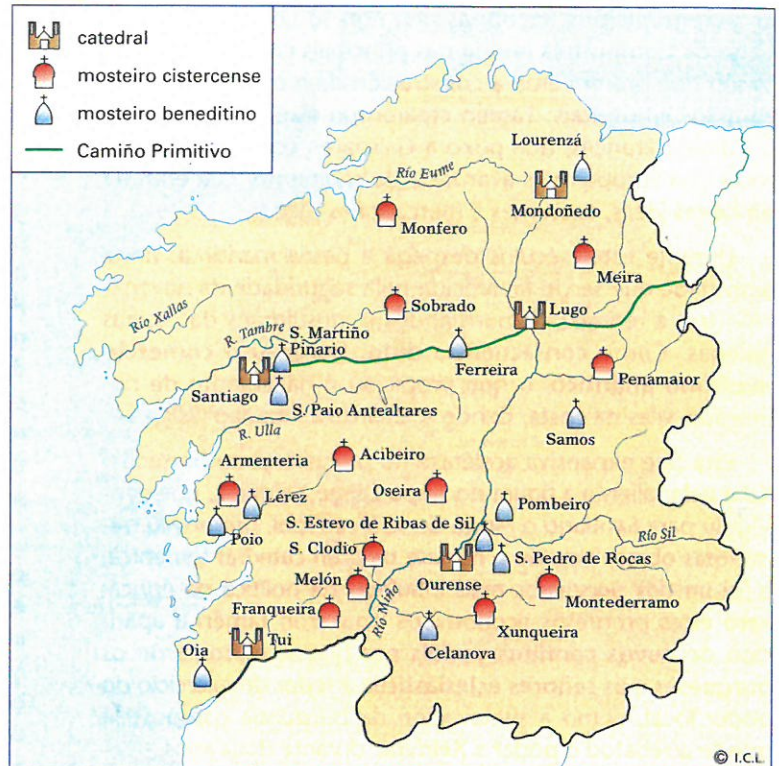 catedral
mosteiro cistercense
mosteiro beneditino
Camiño Primitivo
Lourenzá
Río Eume
Mondoñedo
Monfero
Meira
Río Xallas
Sobrado
Lugo
R. Tambre
S. Martiño
Pinario
Ferreira
Penamaior
Santiago
S. Paio Antealtares
Samos
R. Ulla
Acibeiro
Armenteria
Oseira
Lérez
Pombeiro
Poio
S. Estevo de Ribas de Sil
Río Sil
S. Clodio
S. Pedro de Rocas
Ourense
Melón
Montederramo
Franqueira
Río Miño
Xunqueira
Tui
Celanova
Oia
© I.C.L.